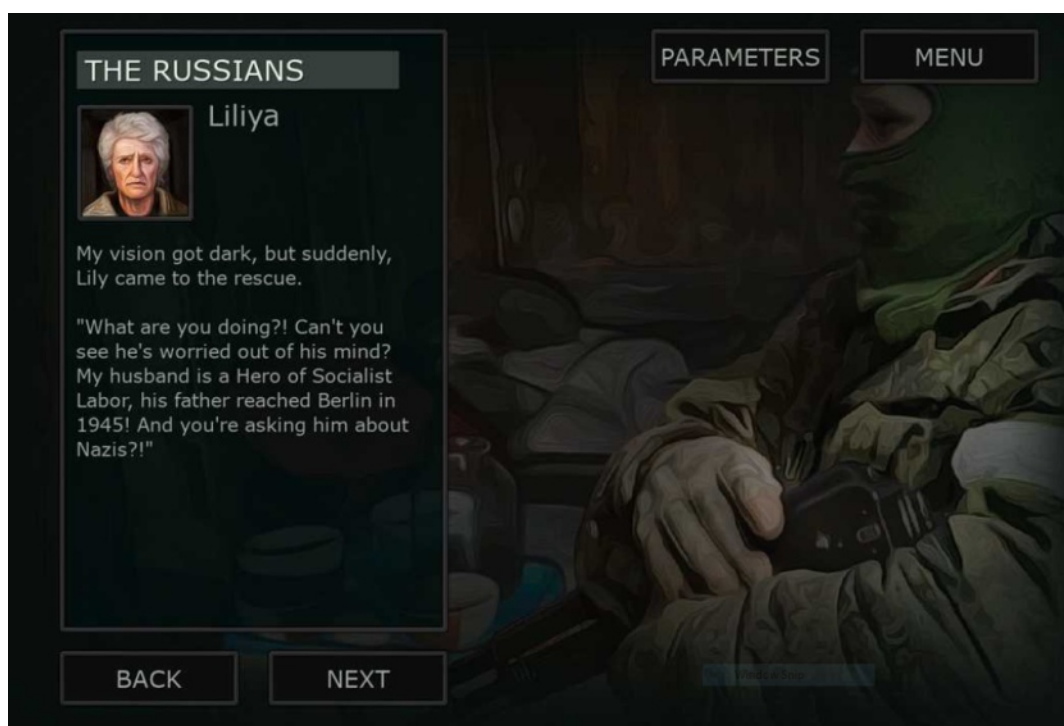 THE RUSSIANS
PARAMETERS
MENU
Liliya
My vision got dark, but suddenly,
Lily came to the rescue.
"What are you doing?! Can't you
see he's worried out of his mind?
My husband is a Hero of Socialist
Labor, his father reached Berlin in
1945! And you're asking him about
Nazis?!"
BACK
NEXT